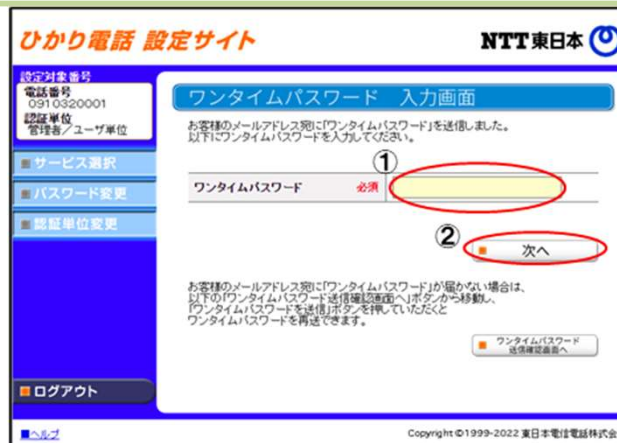 ひかり電話 設定サイト
NTT東日本
設定対象番号
電話番号
0910320001
認証単位
管理者/ユーザ単位
サービス選択
パスワード変更
認証単位変更
ログアウト
ヘルプ
ワンタイムパスワード 入力画面
お客様のメールアドレス宛に「ワンタイムパスワード」を送信しました。
以下にワンタイムパスワードを入力してください。
①
ワンタイムパスワード 必須
②
次へ
お客様のメールアドレス宛に「ワンタイムパスワード」が届かない場合は、
以下の「ワンタイムパスワード送信確認画面へ」ボタンから移動し、
「ワンタイムパスワードを送信」ボタンを押していただくと
ワンタイムパスワードを再送できます。
ワンタイムパスワード
送信確認画面へ
Copyright©1999-2022 東日本電信電話株式会